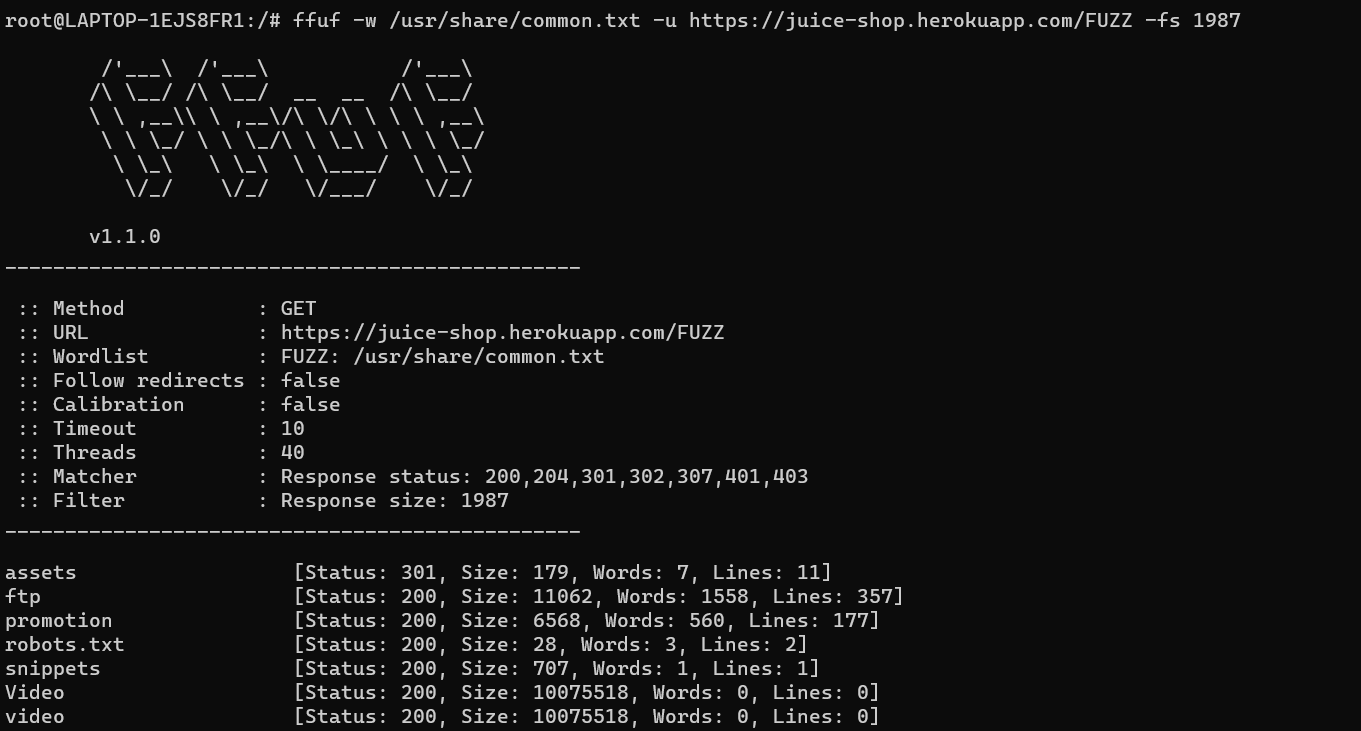 root@LAPTOP-1EJS8FR1:/# ffuf -w /usr/share/common.txt -u https://juice-shop.herokuapp.com/FUZZ -fs 1987
        /'___\  /'___\           /'___\
       /\ \__/ /\ \__/  __  __  /\ \__/
       \ \ ,__\\ \ ,__\/\ \/\ \ \ \ ,__\
        \ \ \_/ \ \ \_/\ \ \_\ \ \ \ \_/
         \ \_\   \ \_\  \ \____/  \ \_\
          \/_/    \/_/   \/___/    \/_/
       v1.1.0
________________________________________________
 :: Method           : GET
 :: URL              : https://juice-shop.herokuapp.com/FUZZ
 :: Wordlist         : FUZZ: /usr/share/common.txt
 :: Follow redirects : false
 :: Calibration      : false
 :: Timeout          : 10
 :: Threads          : 40
 :: Matcher          : Response status: 200,204,301,302,307,401,403
 :: Filter           : Response size: 1987
________________________________________________
assets                  [Status: 301, Size: 179, Words: 7, Lines: 11]
ftp                     [Status: 200, Size: 11062, Words: 1558, Lines: 357]
promotion               [Status: 200, Size: 6568, Words: 560, Lines: 177]
robots.txt              [Status: 200, Size: 28, Words: 3, Lines: 2]
snippets                [Status: 200, Size: 707, Words: 1, Lines: 1]
Video                   [Status: 200, Size: 10075518, Words: 0, Lines: 0]
video                   [Status: 200, Size: 10075518, Words: 0, Lines: 0]